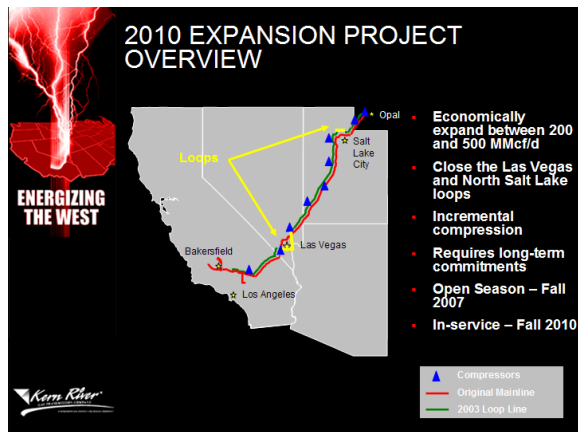 2010 EXPANSION PROJECT
OVERVIEW
ENERGIZING
THE WEST
Loops
Opal
Salt
Lake
City
Las Vegas
Bakersfield
Los Angeles
Economically
expand between 200
and 500 MMcf/d
Close the Las Vegas
and North Salt Lake
loops
Incremental
compression
Requires long-term
commitments
Open Season – Fall
2007
In-service – Fall 2010
Compressors
Original Mainline
2003 Loop Line
Kern River